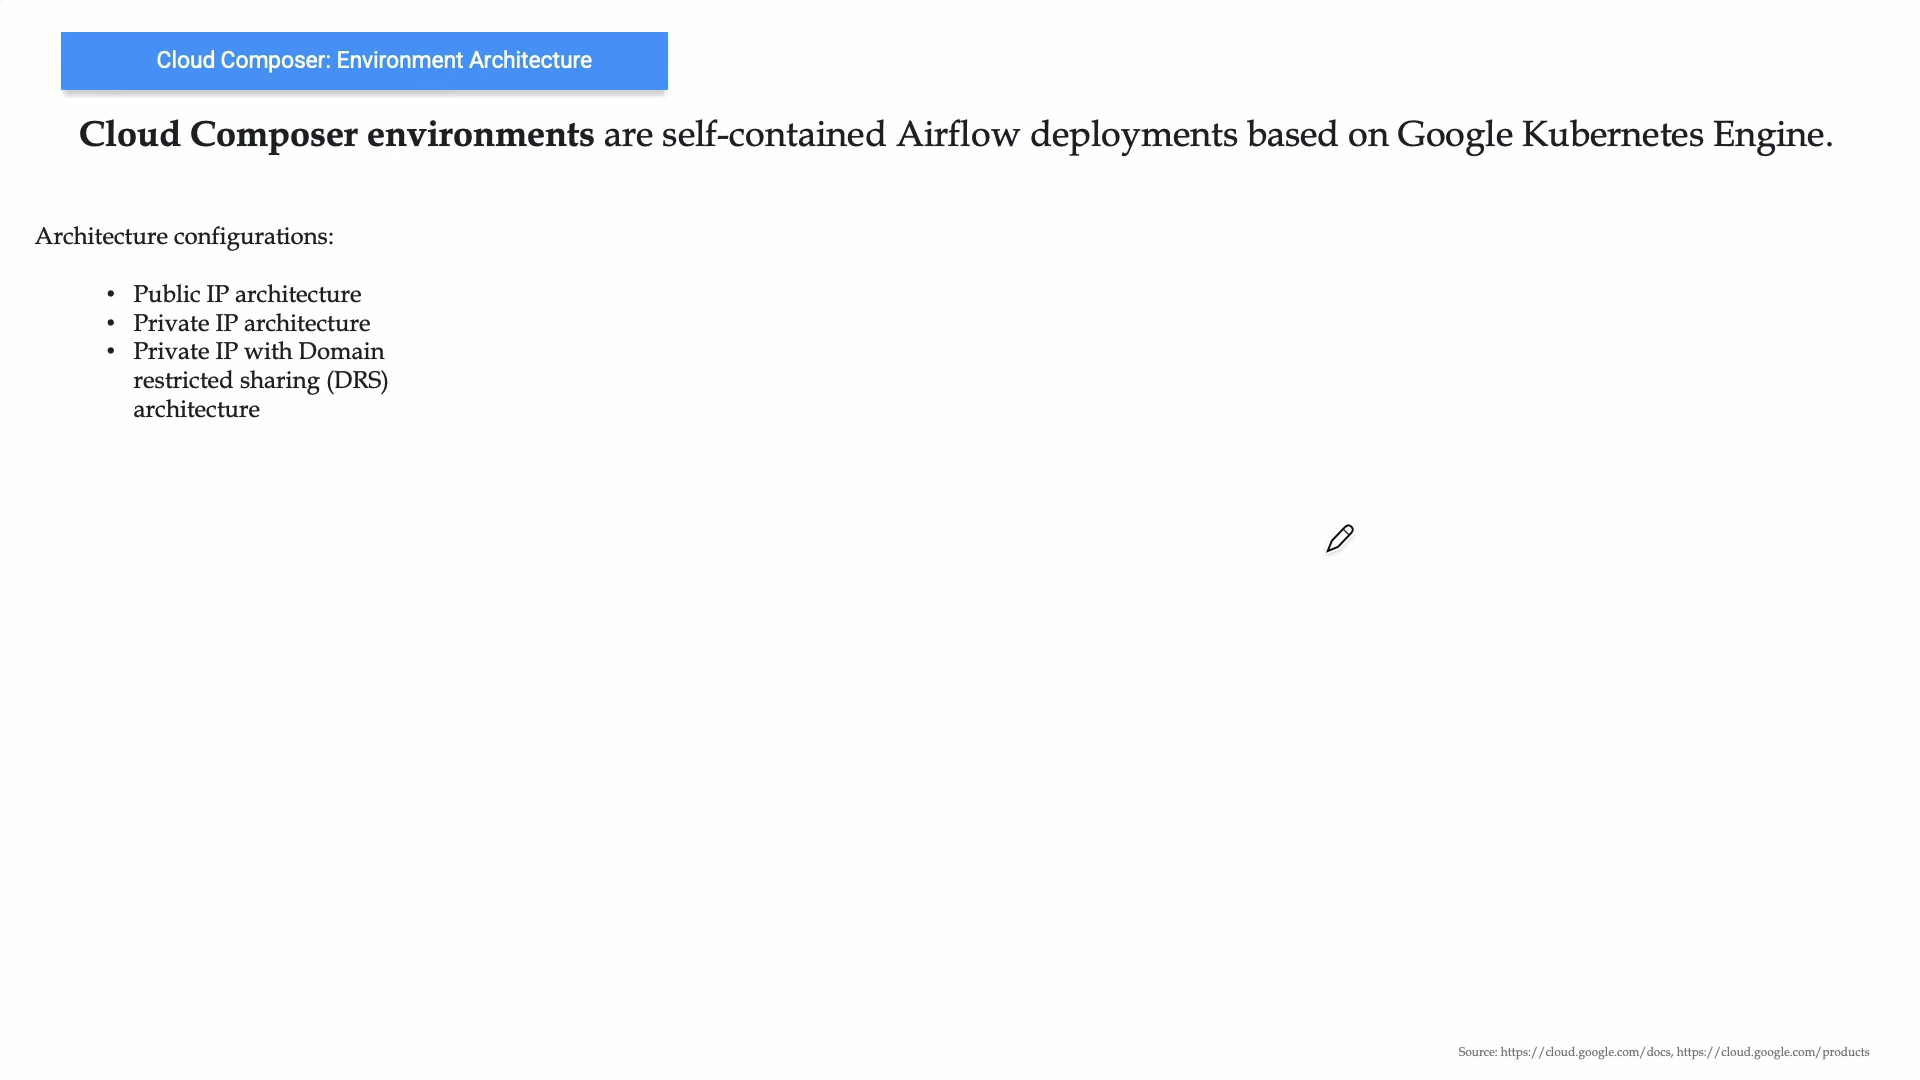 Cloud Composer: Environment Architecture
Cloud Composer environments are self-contained Airflow deployments based on Google Kubernetes Engine.
Architecture configurations:
• Public IP architecture
• Private IP architecture
• Private IP with Domain
restricted sharing (DRS)
architecture
Source: https://cloud.google.com/docs, https://cloud.google.com/products